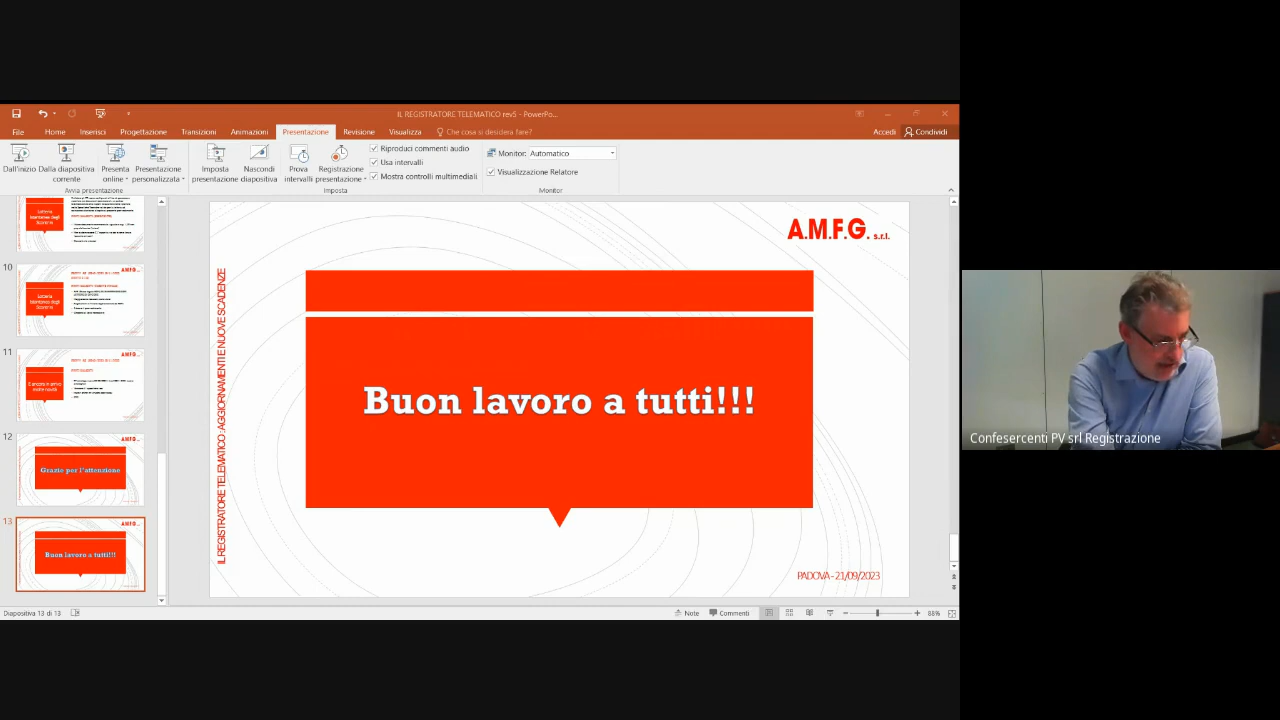 IL REGISTRATORE TELEMATICO rev5 - PowerPo...
File Home Inserisci Progettazione Transizioni Animazioni Presentazione Revisione Visualizza Che cosa si desidera fare? Accedi Condividi
Dall'inizio
Dalla diapositiva corrente
Presenta online
Presentazione personalizzata
Avvia presentazione
Imposta presentazione
Nascondi diapositiva
Prova intervalli
Registrazione presentazione
Riproduci commenti audio
Usa intervalli
Mostra controlli multimediali
Imposta
Monitor: Automatico
Visualizzazione Relatore
Monitor
10
11
12
Grazie per l'attenzione
13
Buon lavoro a tutti!!!
A.M.F.G. s.r.l.
IL REGISTRATORE TELEMATICO : AGGIORNAMENTI E NUOVE SCADENZE
Buon lavoro a tutti!!!
PADOVA - 21/09/2023
Diapositiva 13 di 13
Note Commenti 88%
Confesercenti PV srl Registrazione